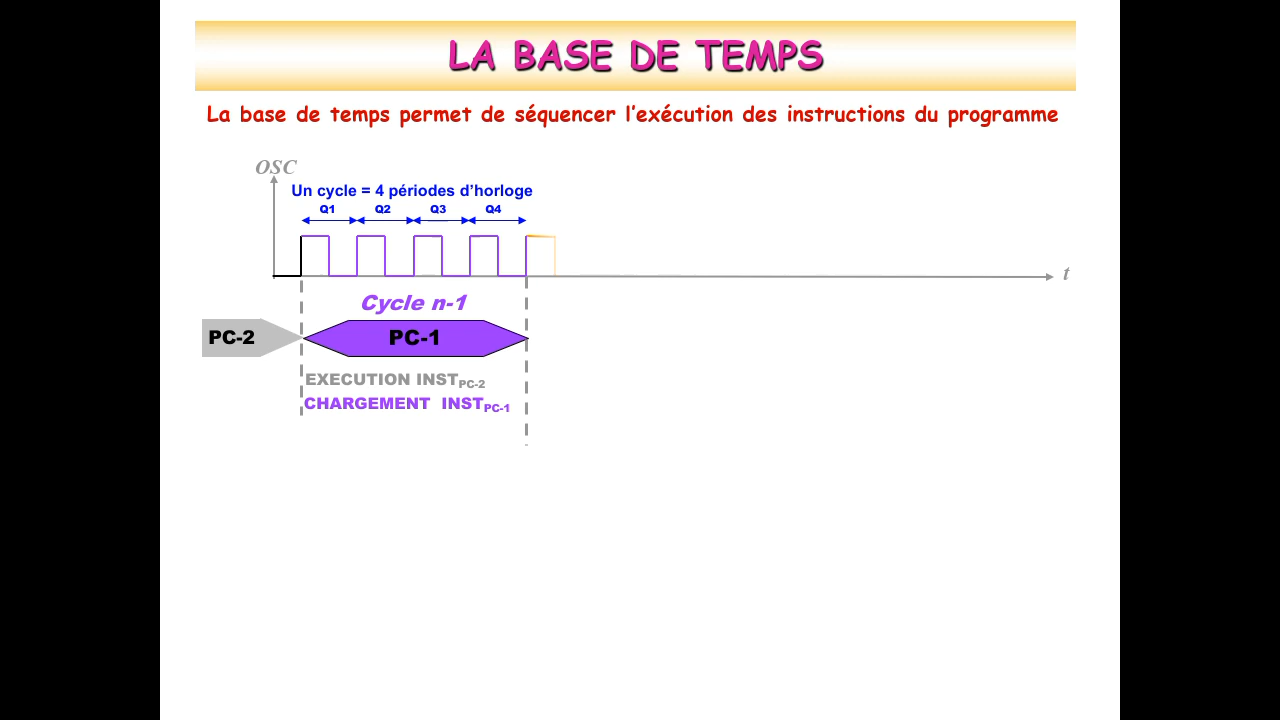 LA BASE DE TEMPS
La base de temps permet de séquencer l'exécution des instructions du programme
OSC
Un cycle = 4 périodes d'horloge
Q1 Q2 Q3 Q4
t
Cycle n-1
PC-2 PC-1
EXECUTION INSTPC-2
CHARGEMENT INSTPC-1